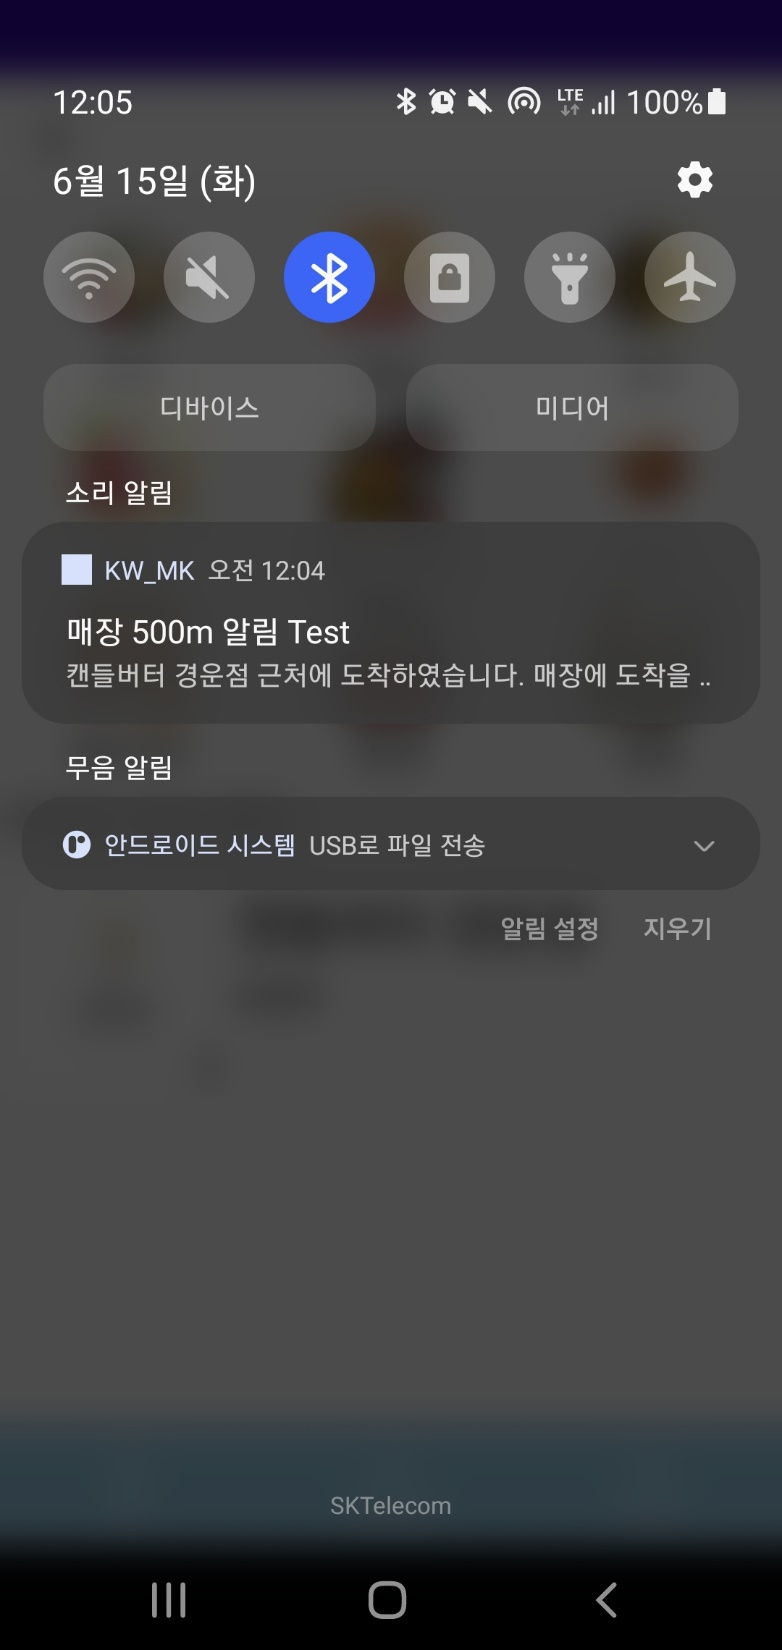 12:05
LTE
100%
6월 15일 (화)
디바이스
미디어
소리 알림
KW_MK 오전 12:04
매장 500m 알림 Test
캔들버터 경운점 근처에 도착하였습니다. 매장에 도착을 ..
무음 알림
안드로이드 시스템 USB로 파일 전송
알림 설정 지우기
SKTelecom